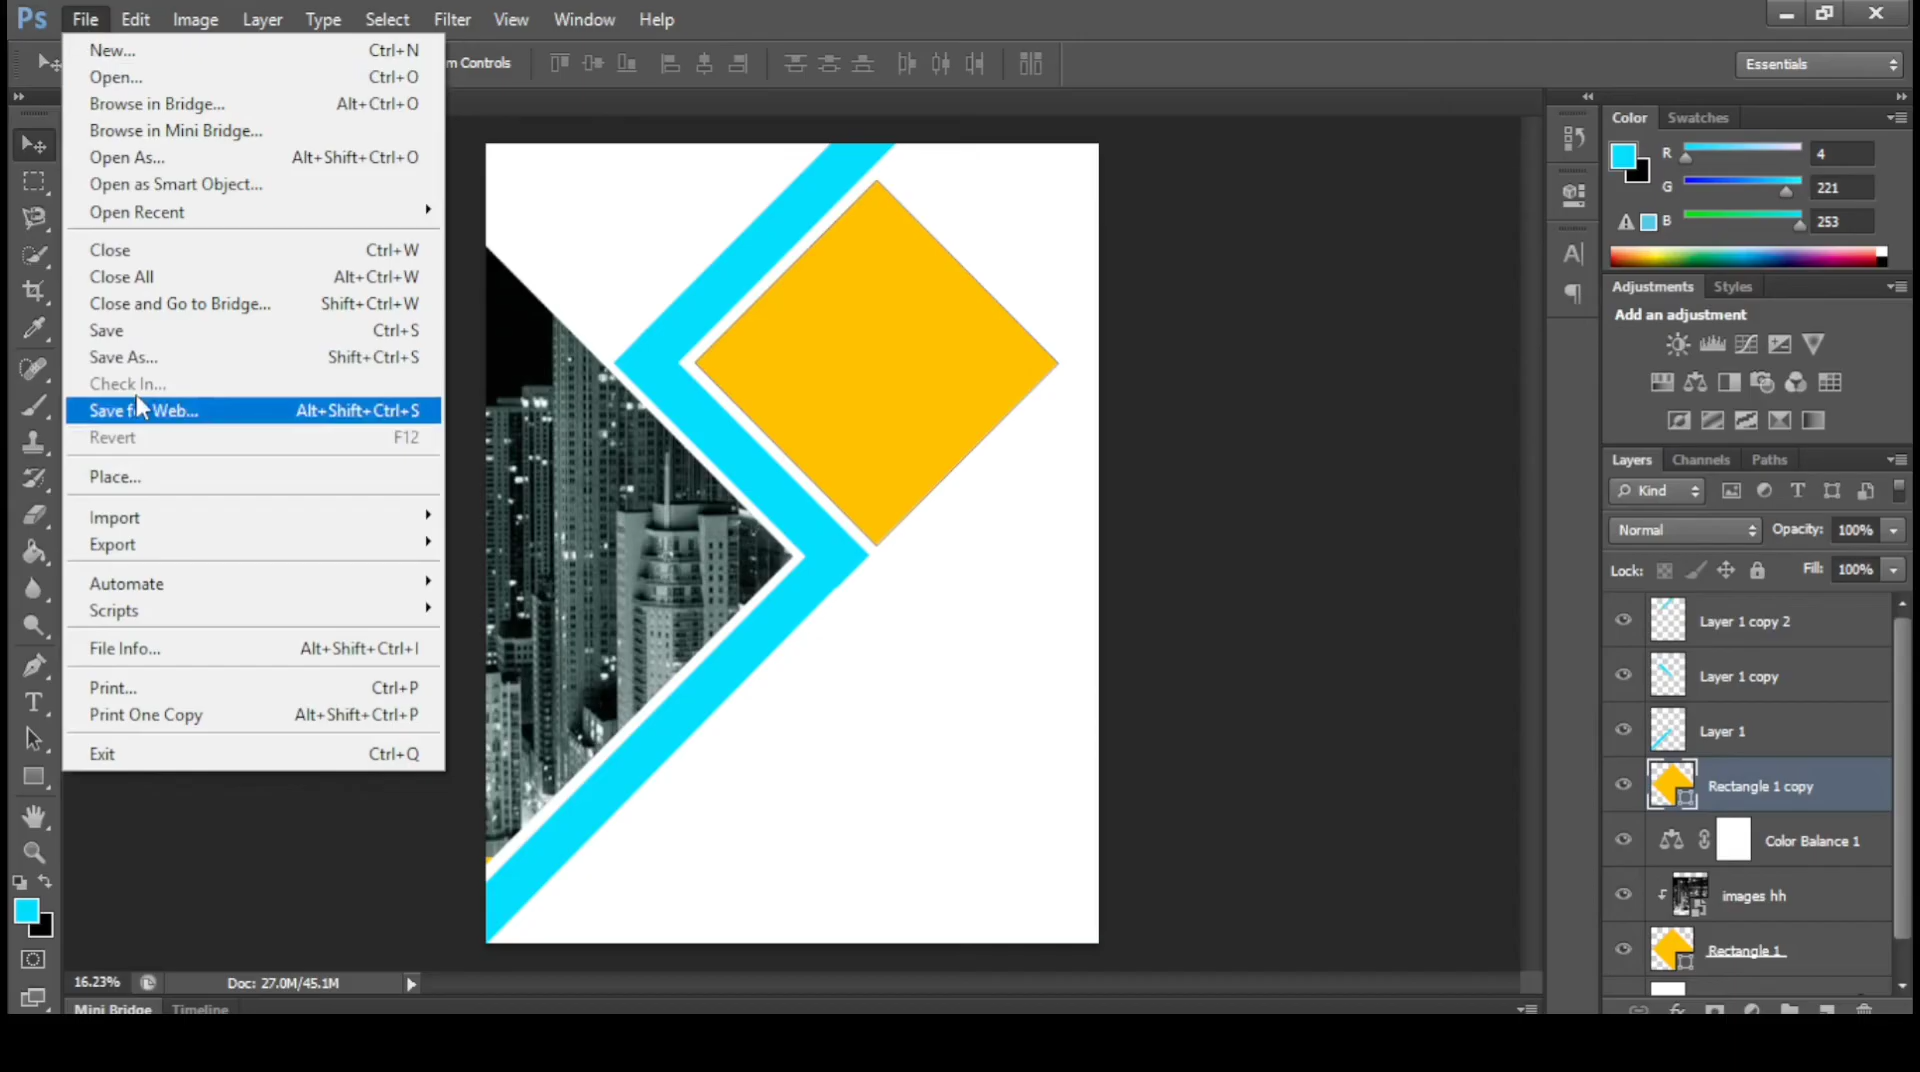 Ps File Edit Image Layer Type Select Filter View Window Help
New... Ctrl+N
Open... Ctrl+O
Browse in Bridge... Alt+Ctrl+O
Browse in Mini Bridge...
Open As... Alt+Shift+Ctrl+O
Open as Smart Object...
Open Recent
Close Ctrl+W
Close All Alt+Ctrl+W
Close and Go to Bridge... Shift+Ctrl+W
Save Ctrl+S
Save As... Shift+Ctrl+S
Check In...
Save f Web... Alt+Shift+Ctrl+S
Revert F12
Place...
Import
Export
Automate
Scripts
File Info... Alt+Shift+Ctrl+I
Print... Ctrl+P
Print One Copy Alt+Shift+Ctrl+P
Exit Ctrl+Q
m Controls
Essentials
Color Swatches
R 4
G 221
B 253
Adjustments Styles
Add an adjustment
Layers Channels Paths
Kind
Normal Opacity: 100%
Lock: Fill: 100%
Layer 1 copy 2
Layer 1 copy
Layer 1
Rectangle 1 copy
Color Balance 1
images hh
Rectangle 1
16.23% Doc: 27.0M/45.1M
Mini Bridge Timeline